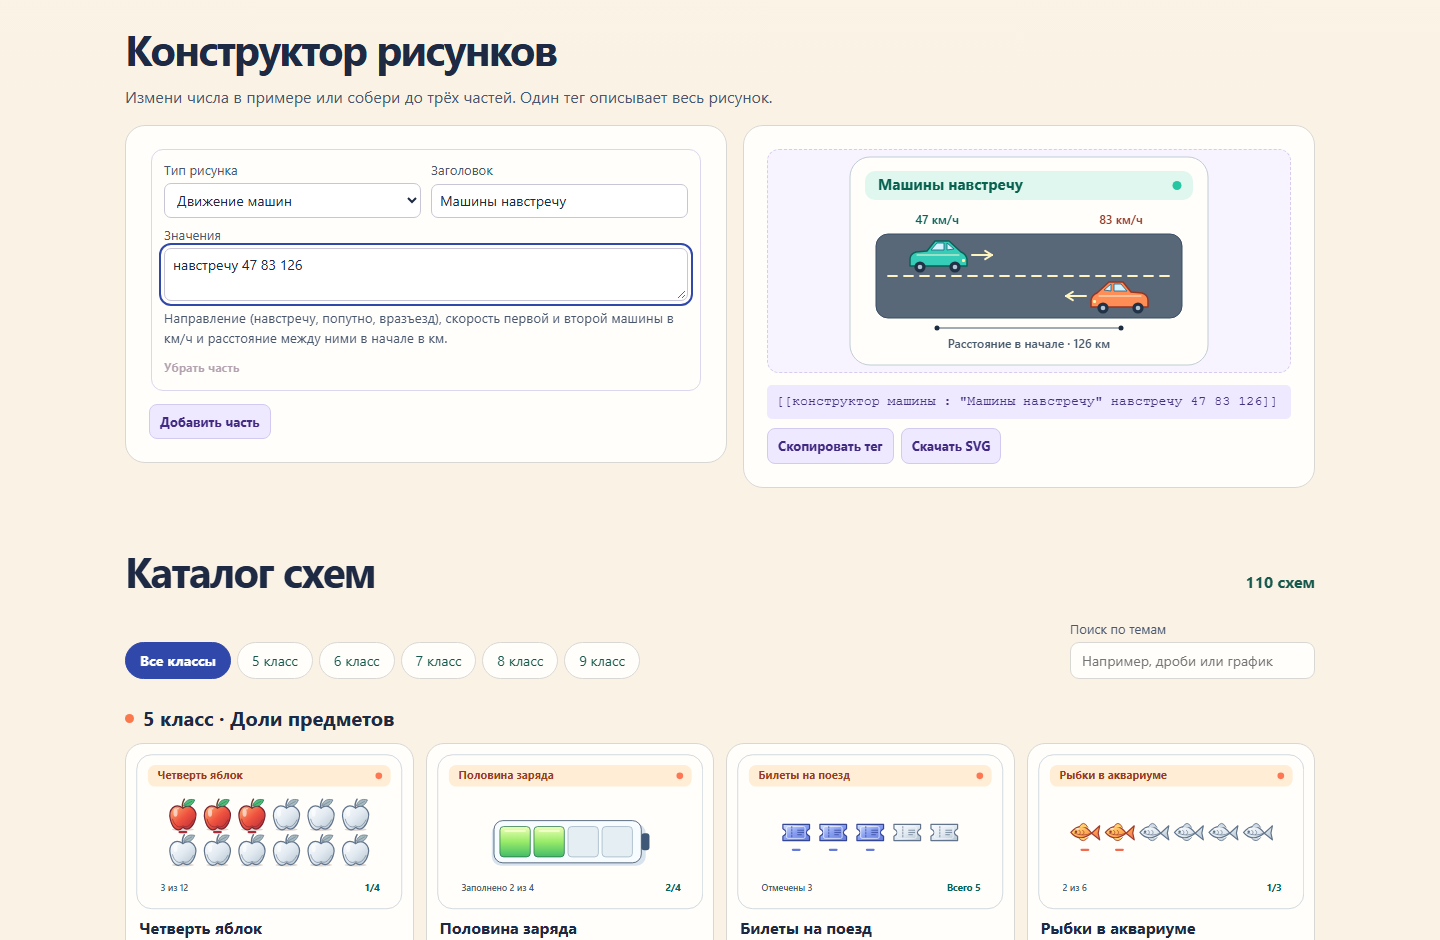 Конструктор рисунков
Измени числа в примере или собери до трёх частей. Один тег описывает весь рисунок.
Тип рисунка
Заголовок
Движение машин
Машины навстречу
Значения
навстречу 47 83 126
Направление (навстречу, попутно, вразъезд), скорость первой и второй машины в
км/ч и расстояние между ними в начале в км.
Убрать часть
Добавить часть
Машины навстречу
47 км/ч
83 км/ч
Расстояние в начале · 126 км
[[конструктор машины : "Машины навстречу" навстречу 47 83 126]]
Скопировать тег
Скачать SVG
Каталог схем
110 схем
Поиск по темам
Все классы
5 класс
6 класс
7 класс
8 класс
9 класс
Например, дроби или график
5 класс · Доли предметов
Четверть яблок
3 из 12
1/4
Четверть яблок
Половина заряда
Заполнено 2 из 4
2/4
Половина заряда
Билеты на поезд
Отмечены 3
Всего 5
Билеты на поезд
Рыбки в аквариуме
2 из 6
1/3
Рыбки в аквариуме